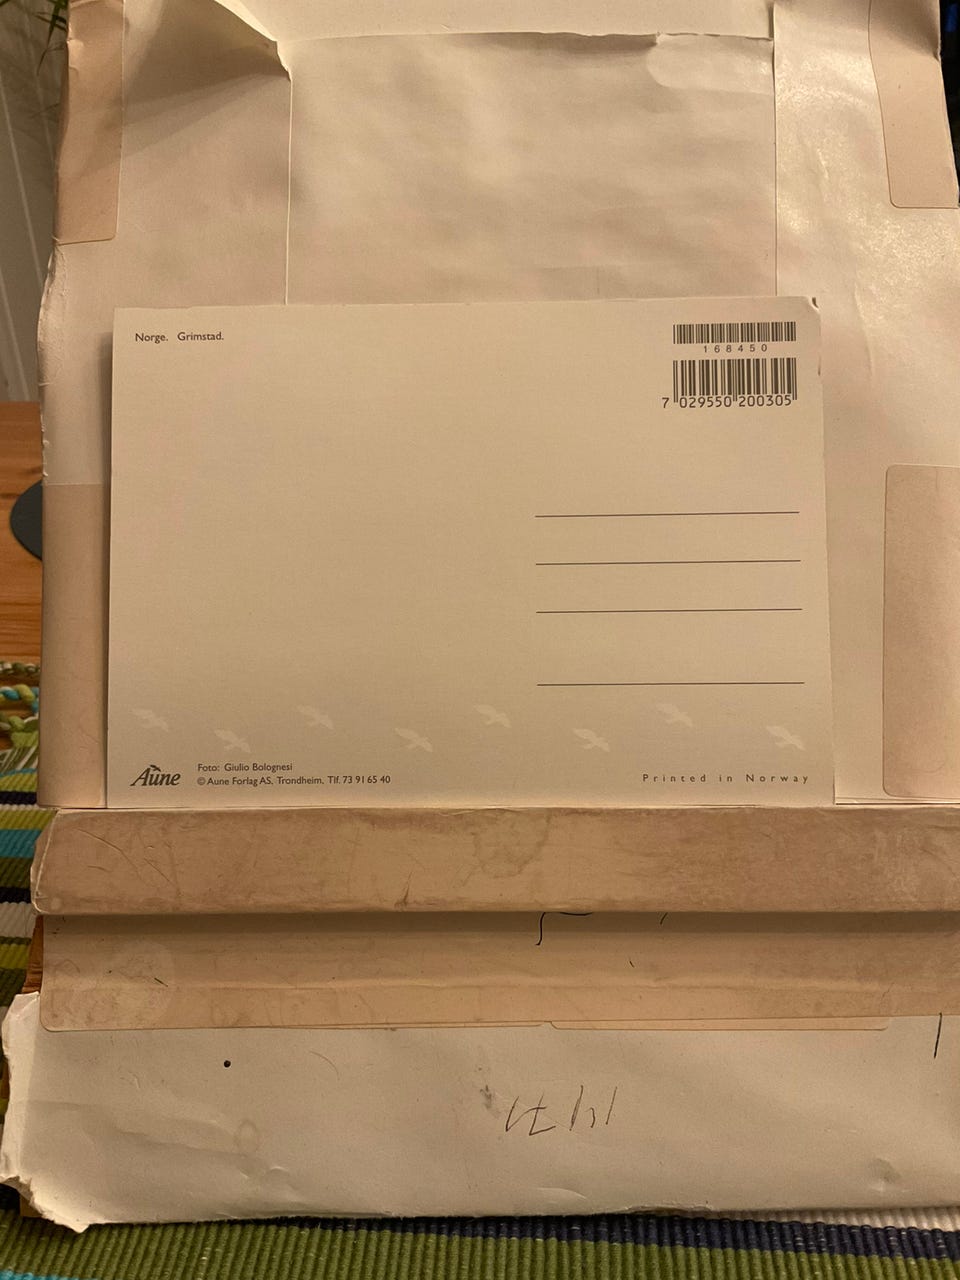 Norge. Grimstad.
168450
7 029550 200305
Aune
Foto: Giulio Bolognesi
© Aune Forlag AS, Trondheim, Tlf. 73 91 65 40
Printed in Norway